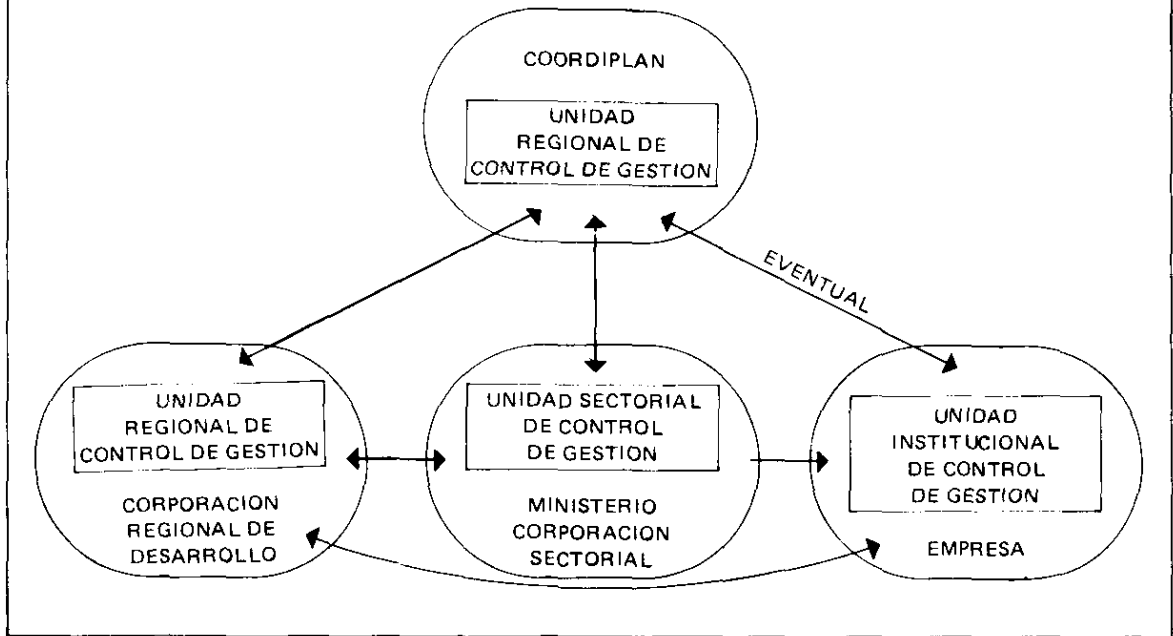 COORDIPLAN
UNIDAD
REGIONAL DE
CONTROL DE GESTION
EVENTUAL
UNIDAD
REGIONAL DE
CONTROL DE GESTION
CORPORACION
REGIONAL DE
DESARROLLO
UNIDAD SECTORIAL
DE CONTROL
DE GESTION
MINISTERIO
CORPORACION
SECTORIAL
UNIDAD
INSTITUCIONAL
DE CONTROL
DE GESTION
EMPRESA